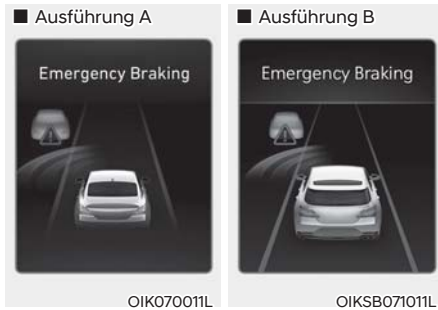 ■ Ausführung A
Emergency Braking
OIK070011L
■ Ausführung B
Emergency Braking
OIKSB071011L